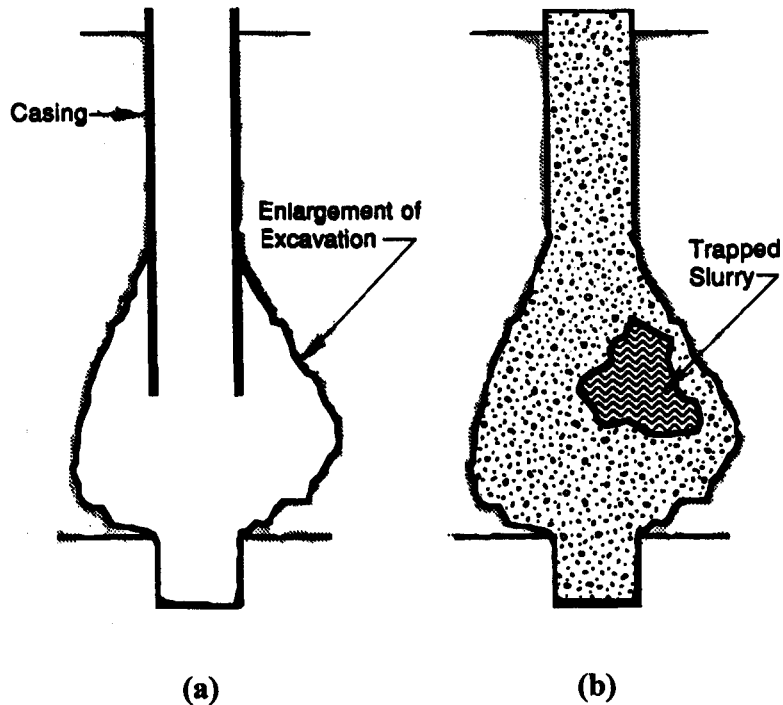 Casing
Enlargement of
Excavation
Trapped
Slurry
(a)
(b)